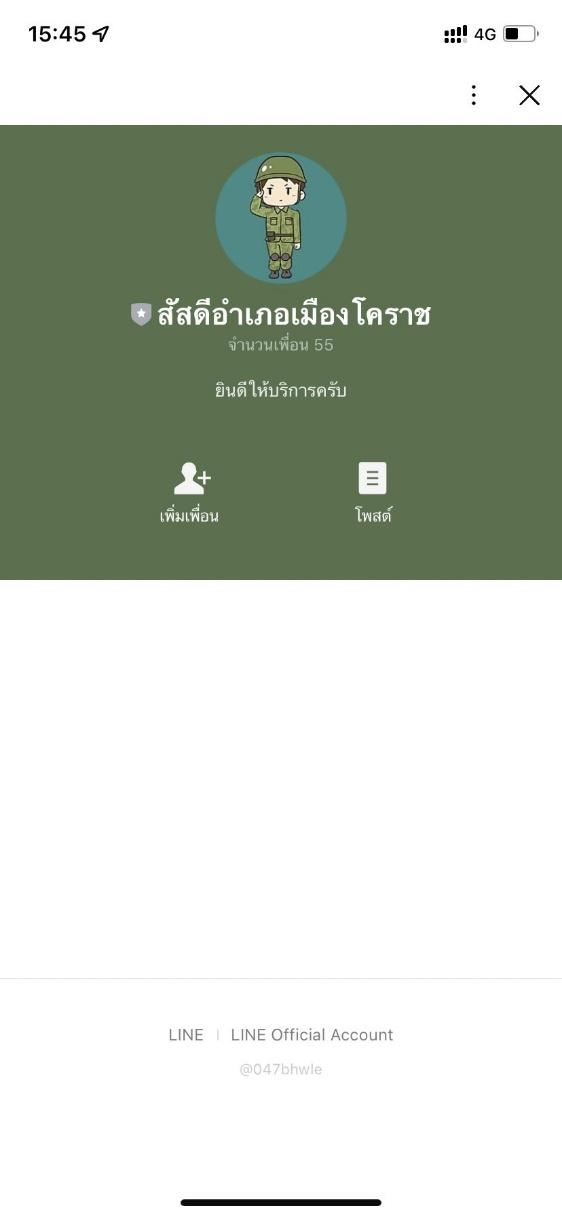 15:45
4G
สัสดีอำเภอเมืองโคราช
จำนวนเพื่อน 55
ยินดีให้บริการครับ
เพิ่มเพื่อน
โพสต์
LINE | LINE Official Account
@047bhwle